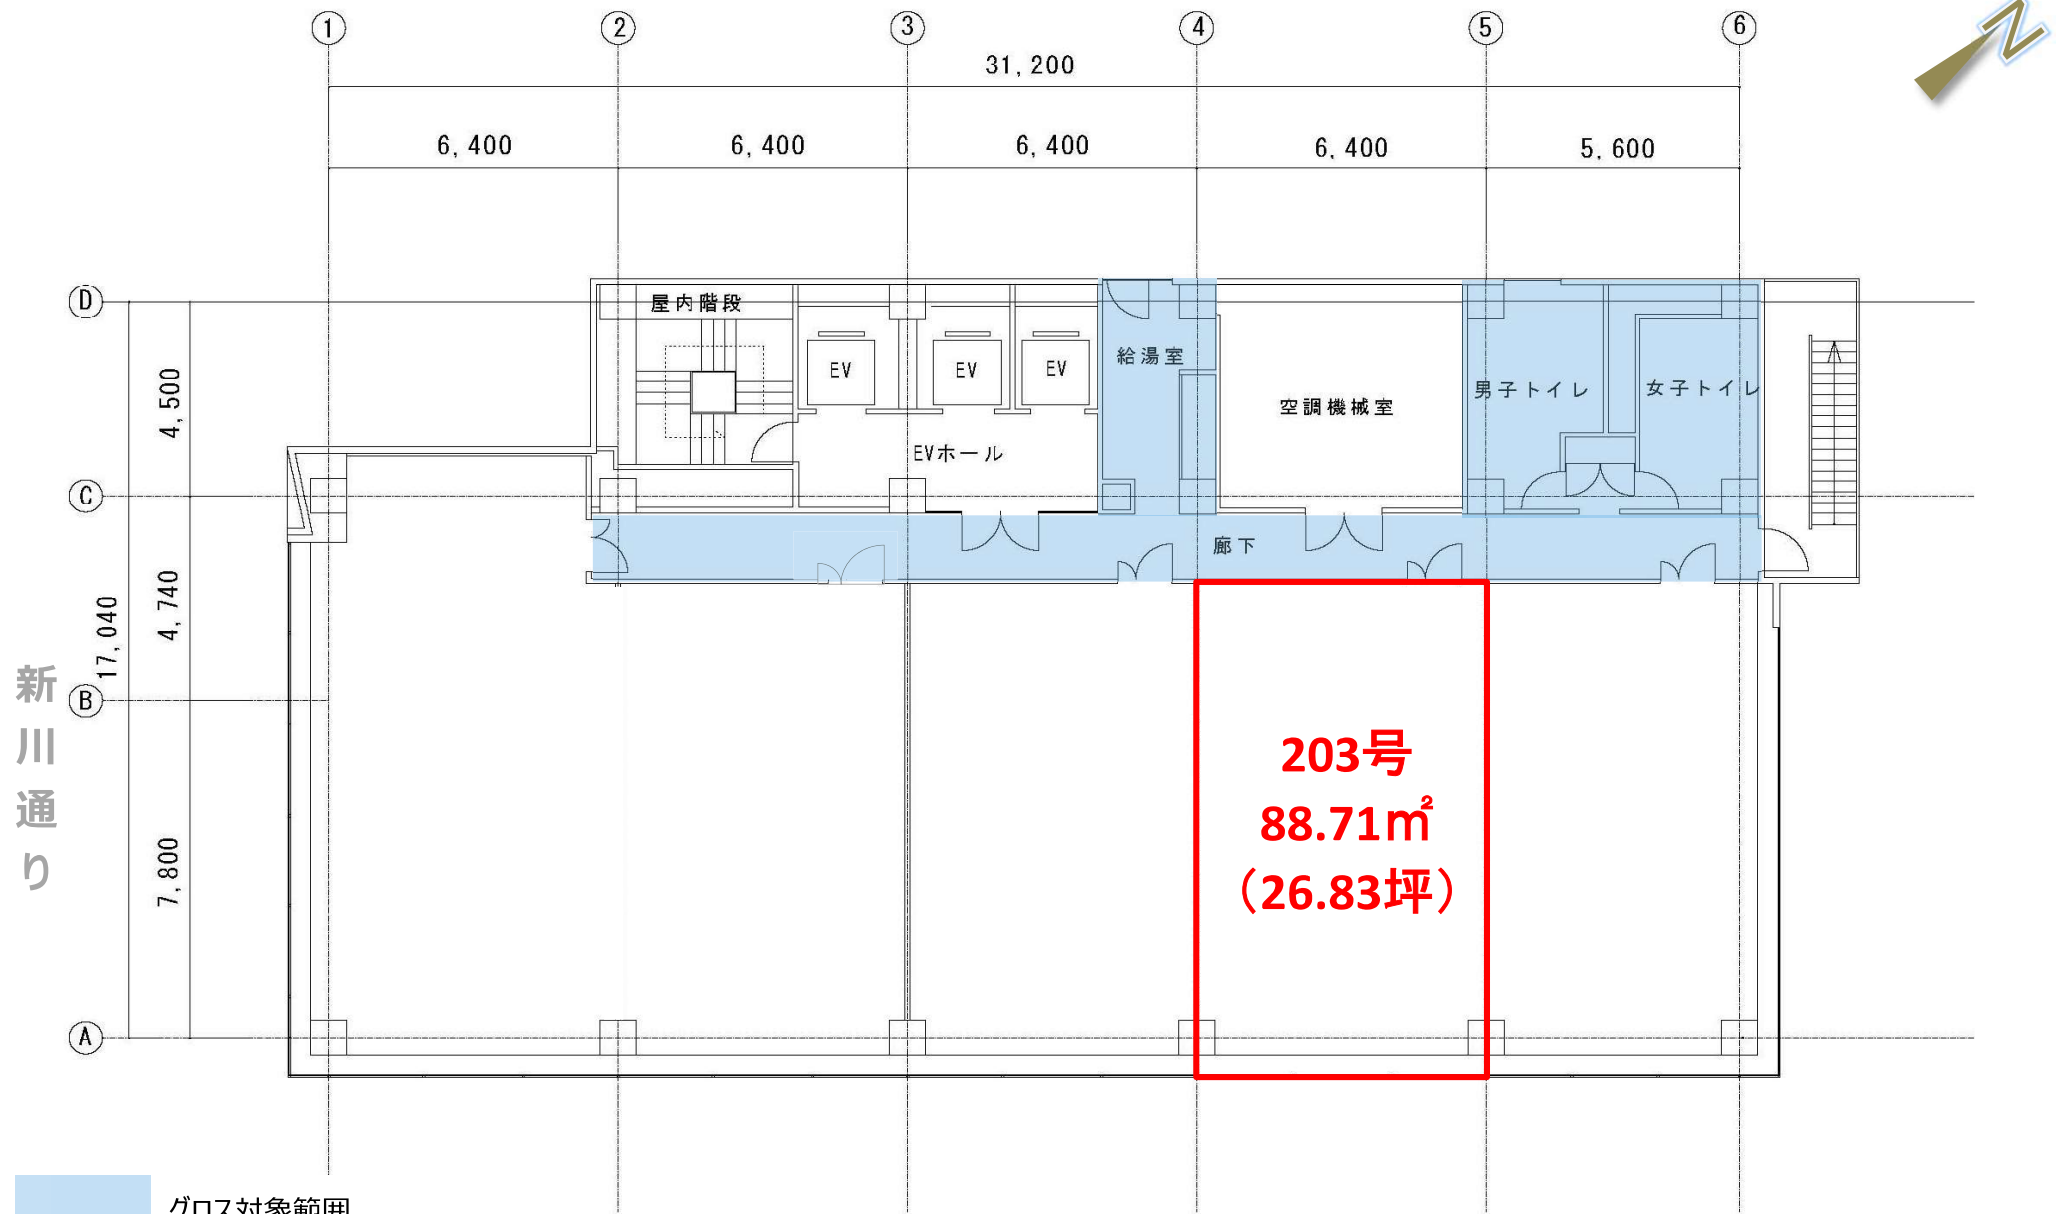 ① ② ③ ④ ⑤ ⑥
N
31,200
6,400 6,400 6,400 6,400 5,600
D
屋内階段
EV EV EV
給湯室
空調機械室
男子トイレ
女子トイレ
4,500
EVホール
C
廊下
4,740
17,040
B
新川通り
203号
88.71㎡
（26.83坪）
7,800
A
グロス対象範囲